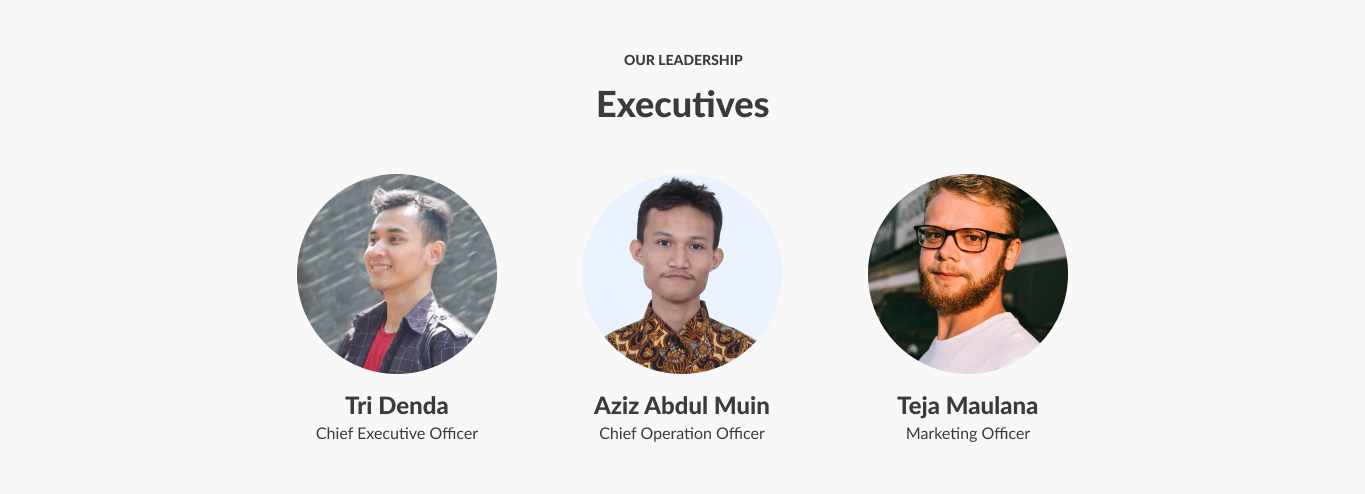 OUR LEADERSHIP
Executives
Tri Denda
Chief Executive Officer
Aziz Abdul Muin
Chief Operation Officer
Teja Maulana
Marketing Officer